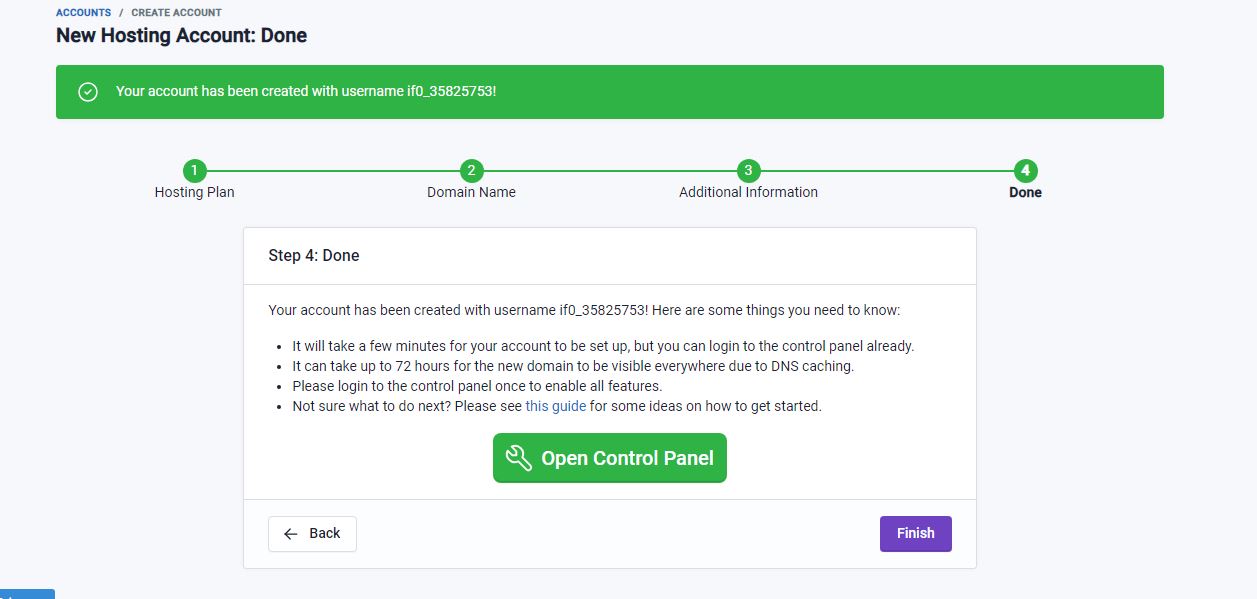 ACCOUNTS / CREATE ACCOUNT
New Hosting Account: Done
Your account has been created with username if0_35825753!
1
2
3
4
Hosting Plan
Domain Name
Additional Information
Done
Step 4: Done
Your account has been created with username if0_35825753! Here are some things you need to know:
It will take a few minutes for your account to be set up, but you can login to the control panel already.
It can take up to 72 hours for the new domain to be visible everywhere due to DNS caching.
Please login to the control panel once to enable all features.
Not sure what to do next? Please see this guide for some ideas on how to get started.
Open Control Panel
Back
Finish